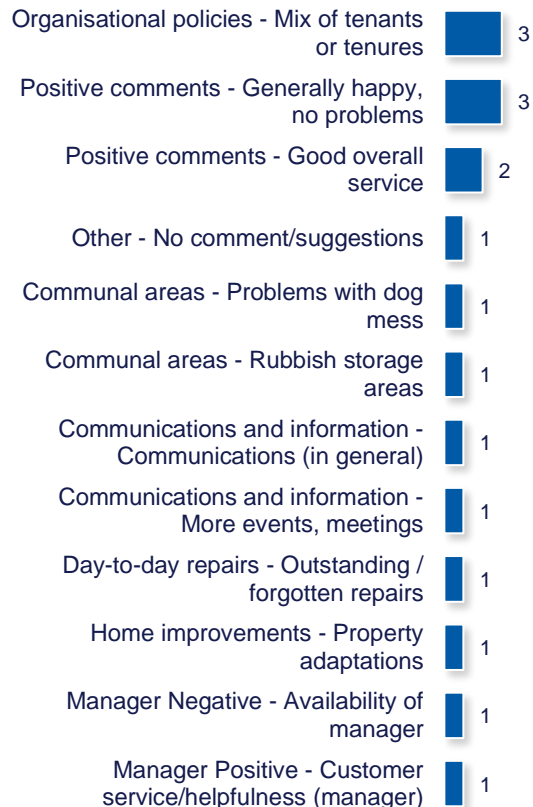 Organisational policies - Mix of tenants
or tenures
3
Positive comments - Generally happy,
no problems
3
Positive comments - Good overall
service
2
Other - No comment/suggestions
1
Communal areas - Problems with dog
mess
1
Communal areas - Rubbish storage
areas
1
Communications and information -
Communications (in general)
1
Communications and information -
More events, meetings
1
Day-to-day repairs - Outstanding /
forgotten repairs
1
Home improvements - Property
adaptations
1
Manager Negative - Availability of
manager
1
Manager Positive - Customer
service/helpfulness (manager)
1